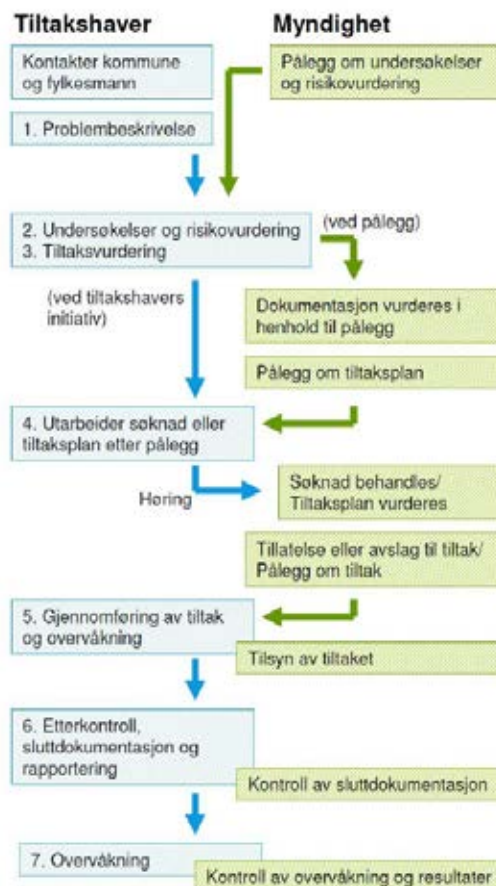 Tiltakshaver
Myndighet
Kontakter kommune
og fylkesmann
Pålegg om undersøkelser
og risikovurdering
1. Problembeskrivelse
2. Undersøkelser og risikovurdering
3. Tiltaksvurdering
(ved pålegg)
(ved tiltakshavers
initiativ)
Dokumentasjon vurderes i
henhold til pålegg
Pålegg om tiltaksplan
4. Utarbeider søknad eller
tiltaksplan etter pålegg
Høring
Søknad behandles/
Tiltaksplan vurderes
Tillatelse eller avslag til tiltak/
Pålegg om tiltak
5. Gjennomføring av tiltak
og overvåkning
Tilsyn av tiltaket
6. Etterkontroll,
sluttdokumentasjon og
rapportering
Kontroll av sluttdokumentasjon
7. Overvåkning
Kontroll av overvåkning og resultater